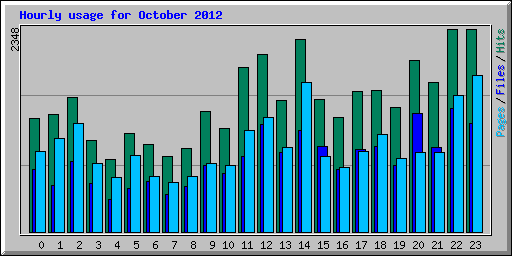 Hourly usage for October 2012
2348
Pages / Files / Hits
0 1 2 3 4 5 6 7 8 9 10 11 12 13 14 15 16 17 18 19 20 21 22 23